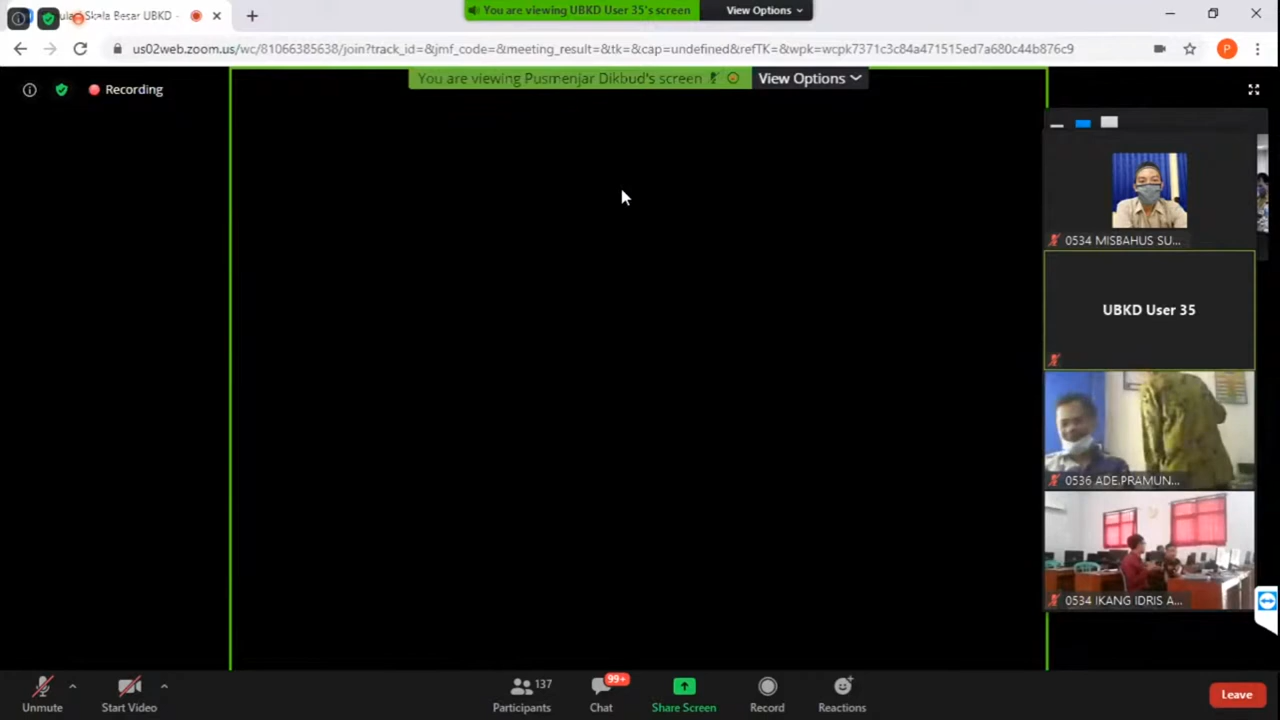 Skala Besar UBKD -
You are viewing UBKD User 35's screen
View Options
us02web.zoom.us/wc/81066385638/join?track_id=&jmf_code=&meeting_result=&tk=&cap=undefined&refTK=&wpk=wcpk7371c3c84a471515ed7a680c44b876c9
P
You are viewing Pusmenjar Dikbud's screen
View Options
Recording
0534 MISBAHUS SU...
UBKD User 35
0536 ADE PRAMUN...
0534 IKANG IDRIS A...
Unmute
Start Video
137
Participants
99+
Chat
Share Screen
Record
Reactions
Leave